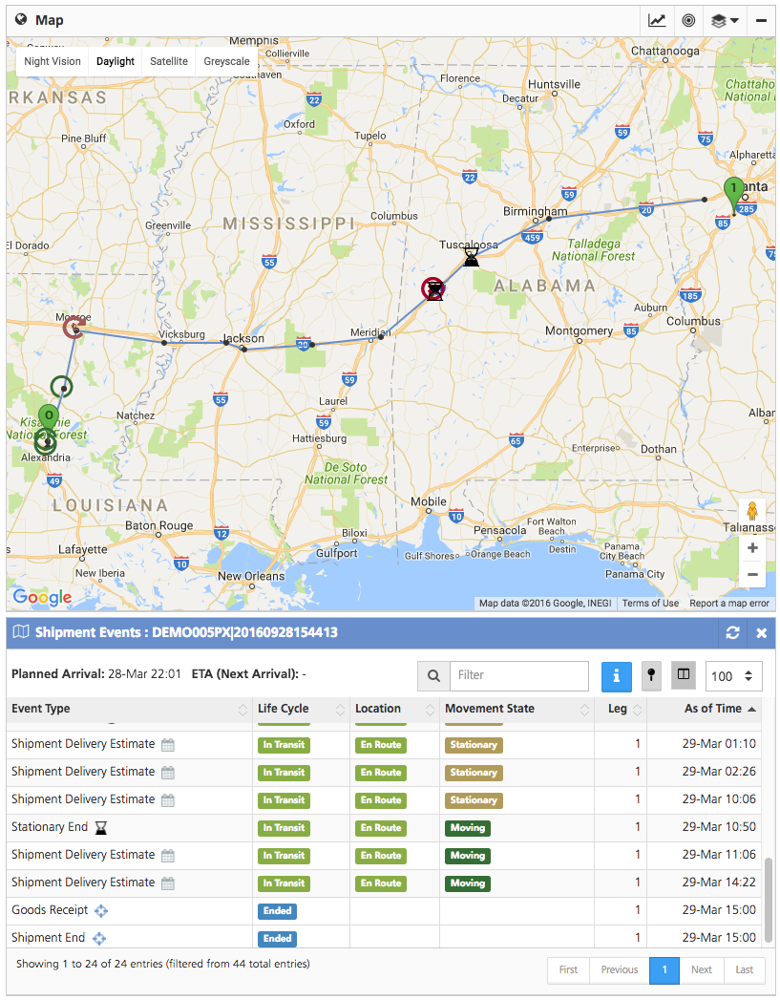 Map
Night Vision Daylight Satellite Greyscale
Memphis
Collierville
Southaven
Chattanooga
RKANSAS
22
Florence
Huntsville
Decatur
Chattaho
National F
Oxford
Pine Bluff
Tupelo
59
75
Alpharetta
22
1
anta
285
85
59
20
Greenville
MISSISSIPPI
Columbus
Birmingham
459
El Dorado
55
Tuscaloosa
Talladega
National Forest
ALABAMA
185
Auburn
Columbus
Monroe
Vicksburg
Jackson
20
Meridian
Montgomery
85
59
55
Laurel
59
0
Natchez
Kisatchie
National Forest
Alexandria
Hattiesburg
65
Enterprise
Dothan
Alban
49
De Soto
National Forest
LOUISIANA
Mobile
10
Baton Rouge
12
Biloxi
Gulfport
Pensacola
Fort Walton
Beach
Destin
Gulf Shores
Orange Beach
Panama
City Beach
Panama City
Lafayette
10
New Iberia
New Orleans
Google
Map data ©2016 Google, INEGI Terms of Use Report a map error
Shipment Events : DEMO005PX|20160928154413
Planned Arrival: 28-Mar 22:01 ETA (Next Arrival): - Filter 100
Event Type Life Cycle Location Movement State Leg As of Time
Shipment Delivery Estimate In Transit En Route Stationary 1 29-Mar 01:10
Shipment Delivery Estimate In Transit En Route Stationary 1 29-Mar 02:26
Shipment Delivery Estimate In Transit En Route Stationary 1 29-Mar 10:06
Stationary End In Transit En Route Moving 1 29-Mar 10:50
Shipment Delivery Estimate In Transit En Route Moving 1 29-Mar 11:06
Shipment Delivery Estimate In Transit En Route Moving 1 29-Mar 14:22
Goods Receipt Ended 1 29-Mar 15:00
Shipment End Ended 1 29-Mar 15:00
Showing 1 to 24 of 24 entries (filtered from 44 total entries)
First Previous 1 Next Last